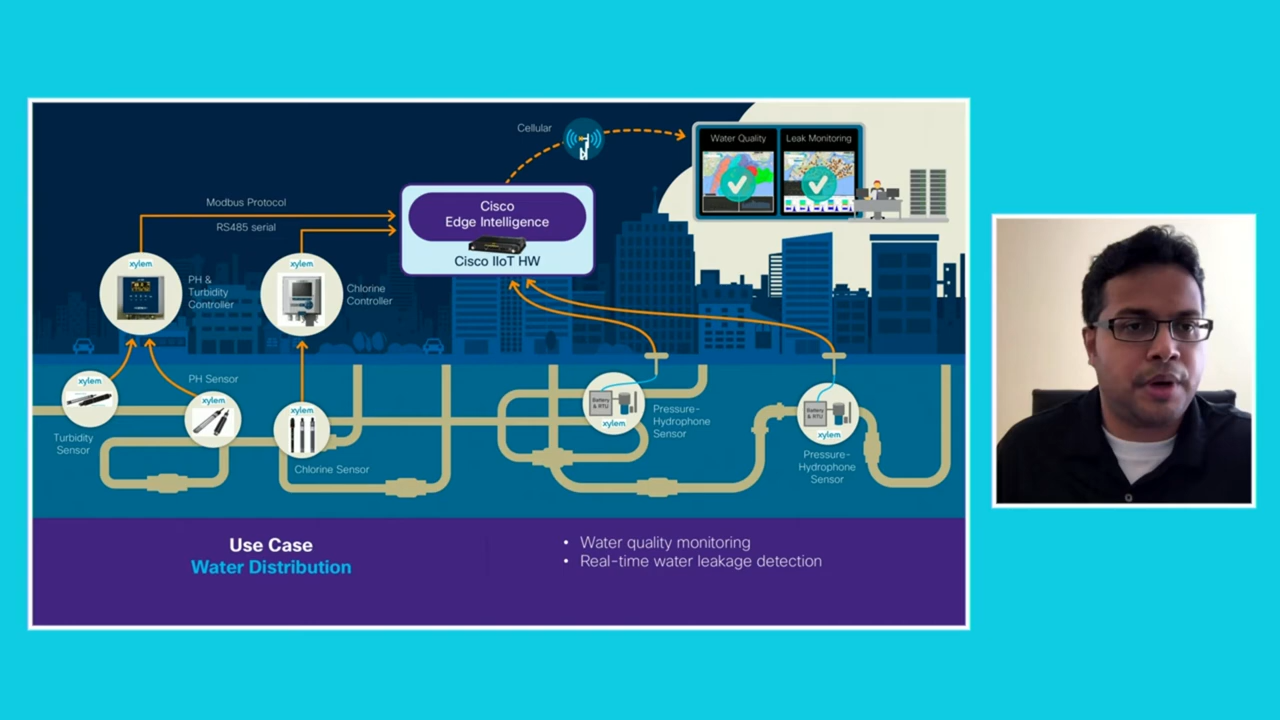 Cellular
Water Quality
Leak Monitoring
Modbus Protocol
RS485 serial
Cisco
Edge Intelligence
Cisco IIoT HW
xylem
PH &
Turbidity
Controller
xylem
Chlorine
Controller
xylem
Turbidity
Sensor
PH Sensor
xylem
xylem
Chlorine Sensor
Battery
& RTU
xylem
Pressure-
Hydrophone
Sensor
Battery
& RTU
xylem
Pressure-
Hydrophone
Sensor
Use Case
Water Distribution
• Water quality monitoring
• Real-time water leakage detection